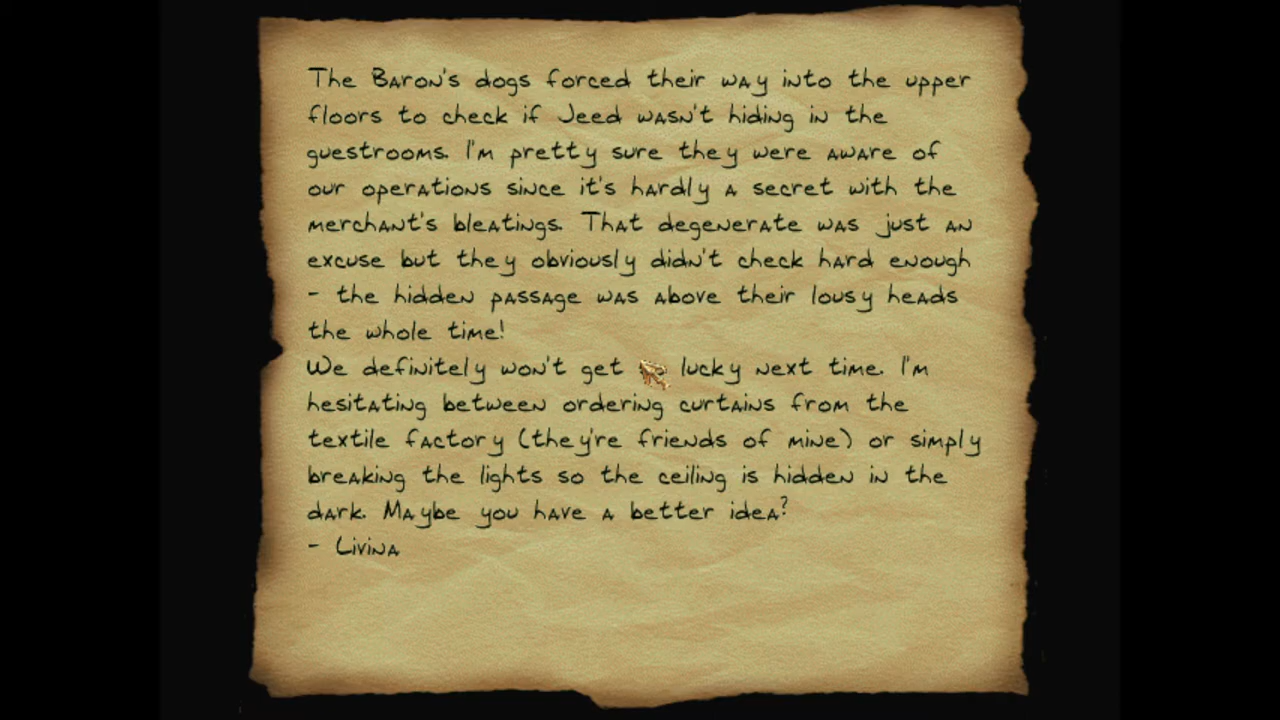 The Baron's dogs forced their way into the upper
floors to check if Jeed wasn't hiding in the
guestrooms. I'm pretty sure they were aware of
our operations since it's hardly a secret with the
merchant's bleatings. That degenerate was just an
excuse but they obviously didn't check hard enough
- the hidden passage was above their lousy heads
the whole time!
We definitely won't get lucky next time. I'm
hesitating between ordering curtains from the
textile factory (they're friends of mine) or simply
breaking the lights so the ceiling is hidden in the
dark. Maybe you have a better idea?
- Livina